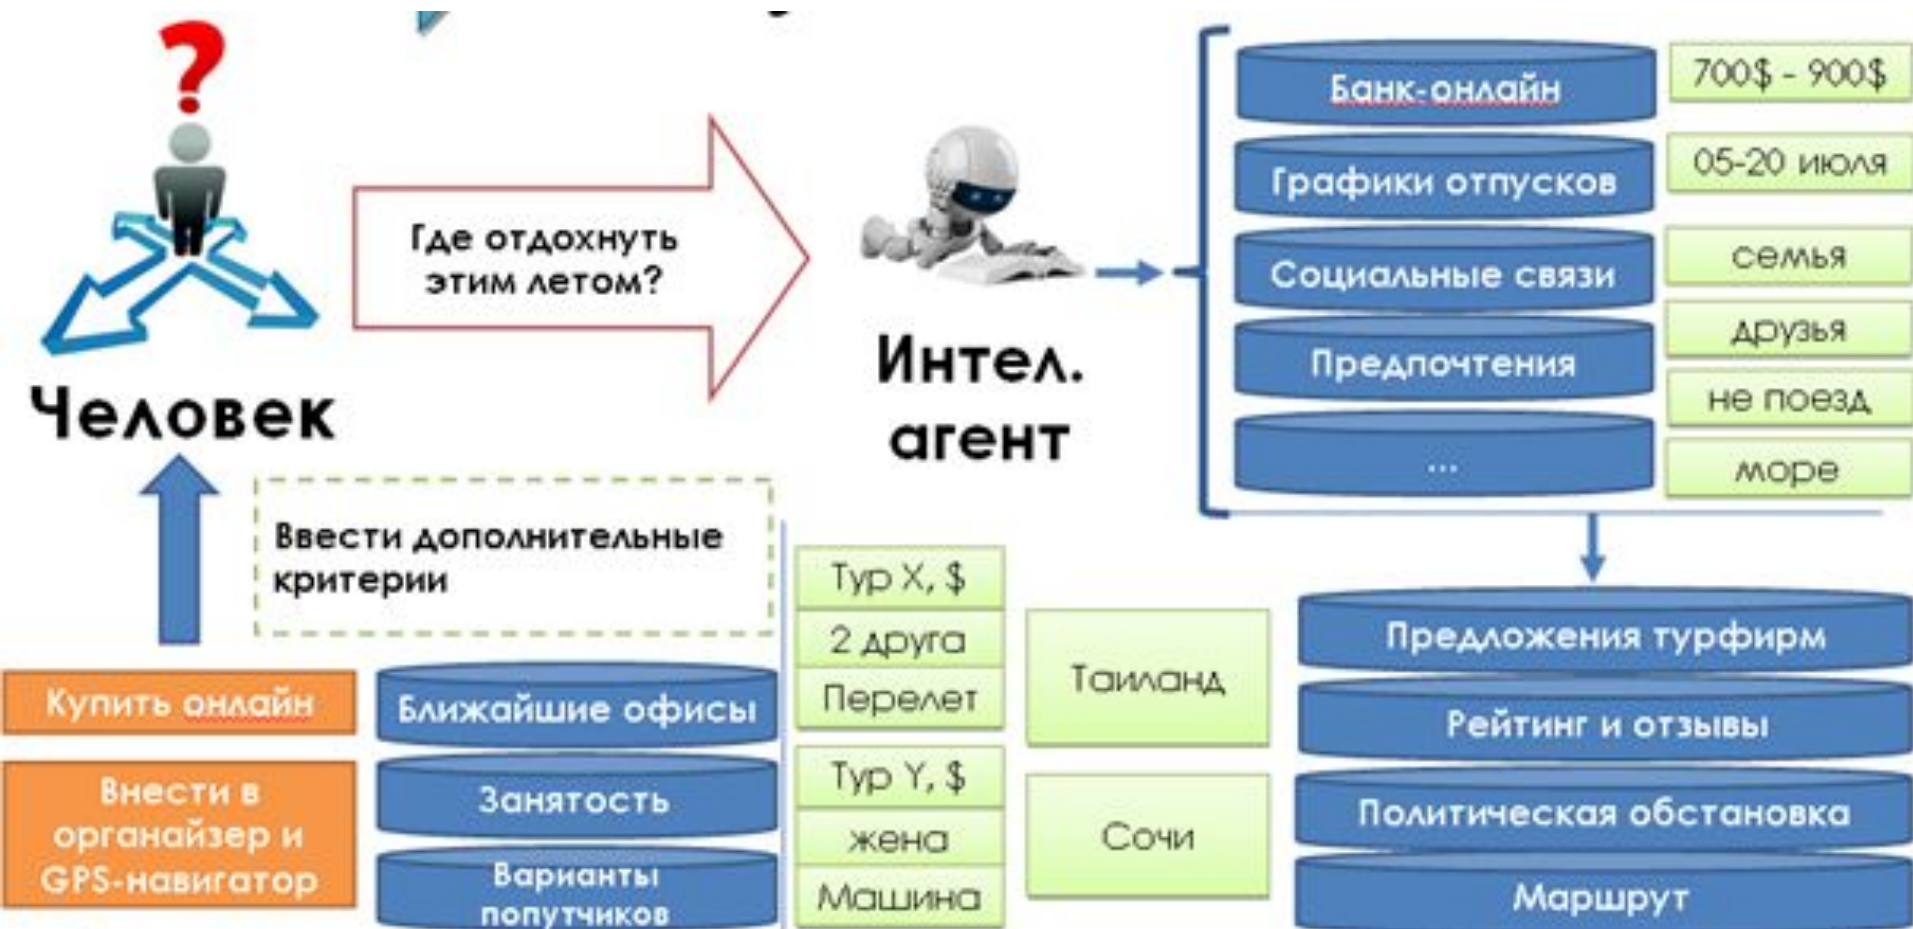 ?
Где отдохнуть
этим летом?
Человек
Интел.
агент
Банк-онлайн
700$ - 900$
Графики отпусков
05-20 июля
Социальные связи
семья
Предпочтения
друзья
не поезд
...
море
Ввести дополнительные
критерии
Купить онлайн
Внести в
органайзер и
GPS-навигатор
Ближайшие офисы
Занятость
Варианты
попутчиков
Тур X, $
2 друга
Перелет
Тур Y, $
жена
Машина
Таиланд
Сочи
Предложения турфирм
Рейтинг и отзывы
Политическая обстановка
Маршрут